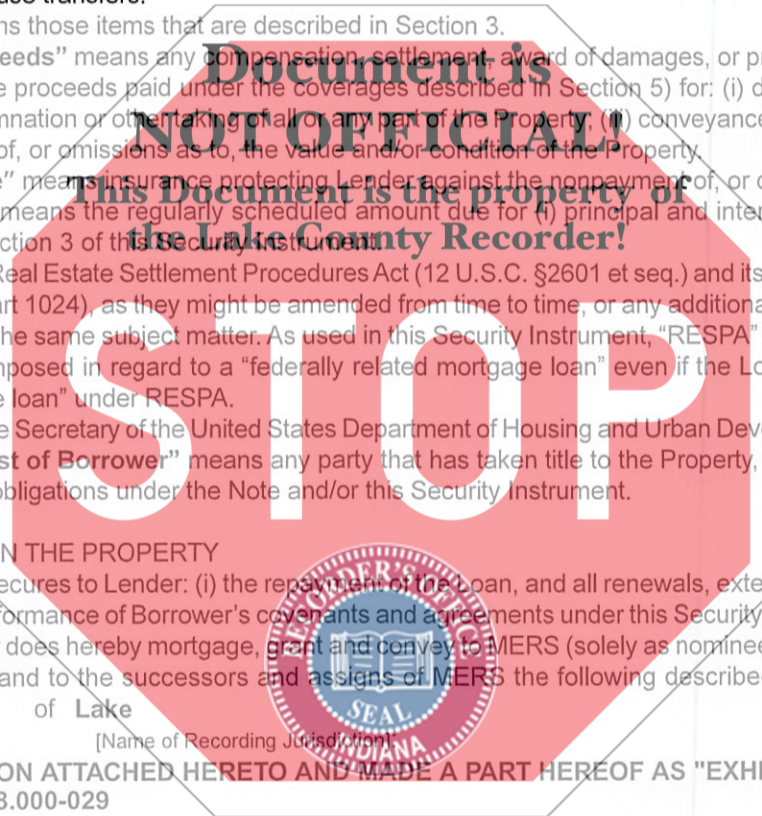 ns those items that are described in Section 3.
Document is
eeds” means any compensation, settlement, award of damages, or p
e proceeds paid under the coverages described in Section 5) for: (i) d
NOT OFFICIAL!
mnation or other taking of all or any part of the Property; (iii) conveyance
of, or omissions as to, the value and/or condition of the Property.
e” means insurance protecting Lender against the nonpayment of, or
This Document is the property of
means the regularly scheduled amount due for (i) principal and inter
the Lake County Recorder!
ction 3 of this Security Instrument.
Real Estate Settlement Procedures Act (12 U.S.C. §2601 et seq.) and its
art 1024), as they might be amended from time to time, or any additiona
he same subject matter. As used in this Security Instrument, “RESPA”
STOP
mposed in regard to a “federally related mortgage loan” even if the Lo
e loan” under RESPA.
e Secretary of the United States Department of Housing and Urban Dev
st of Borrower” means any party that has taken title to the Property,
obligations under the Note and/or this Security Instrument.
N THE PROPERTY
ecures to Lender: (i) the repayment of the Loan, and all renewals, exte
formance of Borrower’s covenants and agreements under this Security
does hereby mortgage, grant and convey to MERS (solely as nominee
and to the successors and assigns of MERS the following describe
RECORDER'S OFFICE
SEAL
INDIANA
of Lake
[Name of Recording Jurisdiction]:
ON ATTACHED HERETO AND MADE A PART HEREOF AS "EXHI
3.000-029